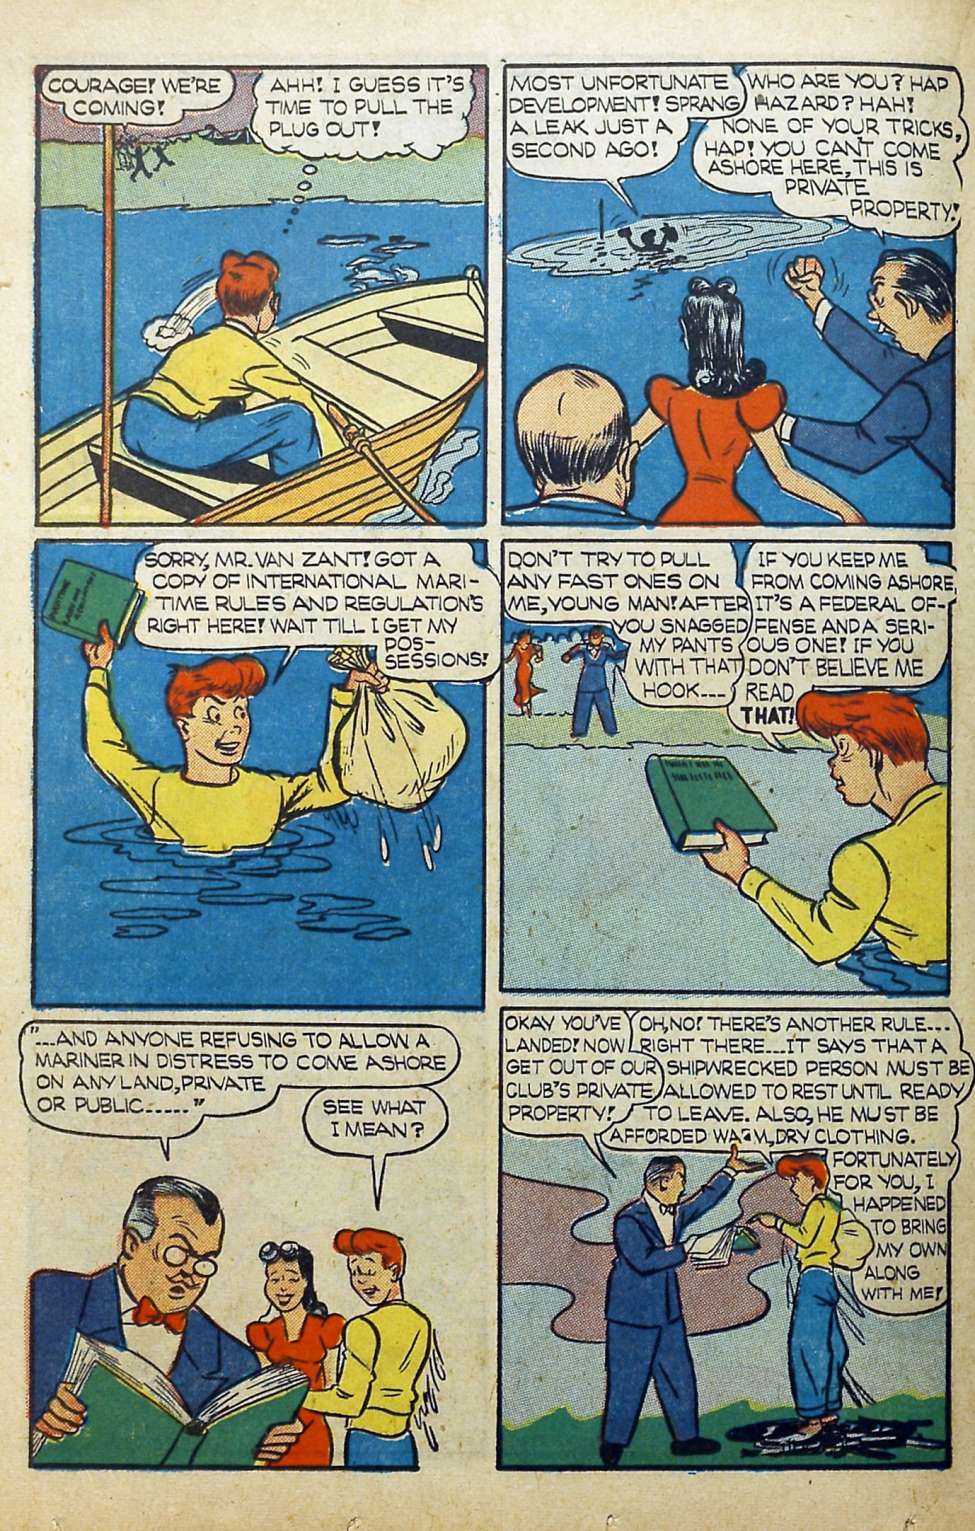 COURAGE! WE'RE
COMING!
AHH! I GUESS IT'S
TIME TO PULL THE
PLUG OUT!
MOST UNFORTUNATE
DEVELOPMENT! SPRANG
A LEAK JUST A
SECOND AGO!
WHO ARE YOU? HAP
HAZARD? HAH!
NONE OF YOUR TRICKS,
HAP! YOU CAN'T COME
ASHORE HERE, THIS IS
PRIVATE
PROPERTY!
SORRY, MR. VAN ZANT! GOT A
COPY OF INTERNATIONAL MARI-
TIME RULES AND REGULATIONS
RIGHT HERE! WAIT TILL I GET MY
POS-
SESSIONS!
DON'T TRY TO PULL
ANY FAST ONES ON
ME, YOUNG MAN! AFTER
YOU SNAGGED
MY PANTS
WITH THAT
HOOK---
IF YOU KEEP ME
FROM COMING ASHORE,
IT'S A FEDERAL OF-
FENSE AND A SERI-
OUS ONE! IF YOU
DON'T BELIEVE ME
READ
THAT!
"...AND ANYONE REFUSING TO ALLOW A
MARINER IN DISTRESS TO COME ASHORE
ON ANY LAND, PRIVATE
OR PUBLIC....."
SEE WHAT
I MEAN?
OKAY YOU'VE
LANDED! NOW
GET OUT OF OUR
CLUB'S PRIVATE
PROPERTY!
OH, NO! THERE'S ANOTHER RULE...
RIGHT THERE...IT SAYS THAT A
SHIPWRECKED PERSON MUST BE
ALLOWED TO REST UNTIL READY
TO LEAVE. ALSO, HE MUST BE
AFFORDED WARM, DRY CLOTHING.
FORTUNATELY
FOR YOU, I
HAPPENED
TO BRING
MY OWN
ALONG
WITH ME!